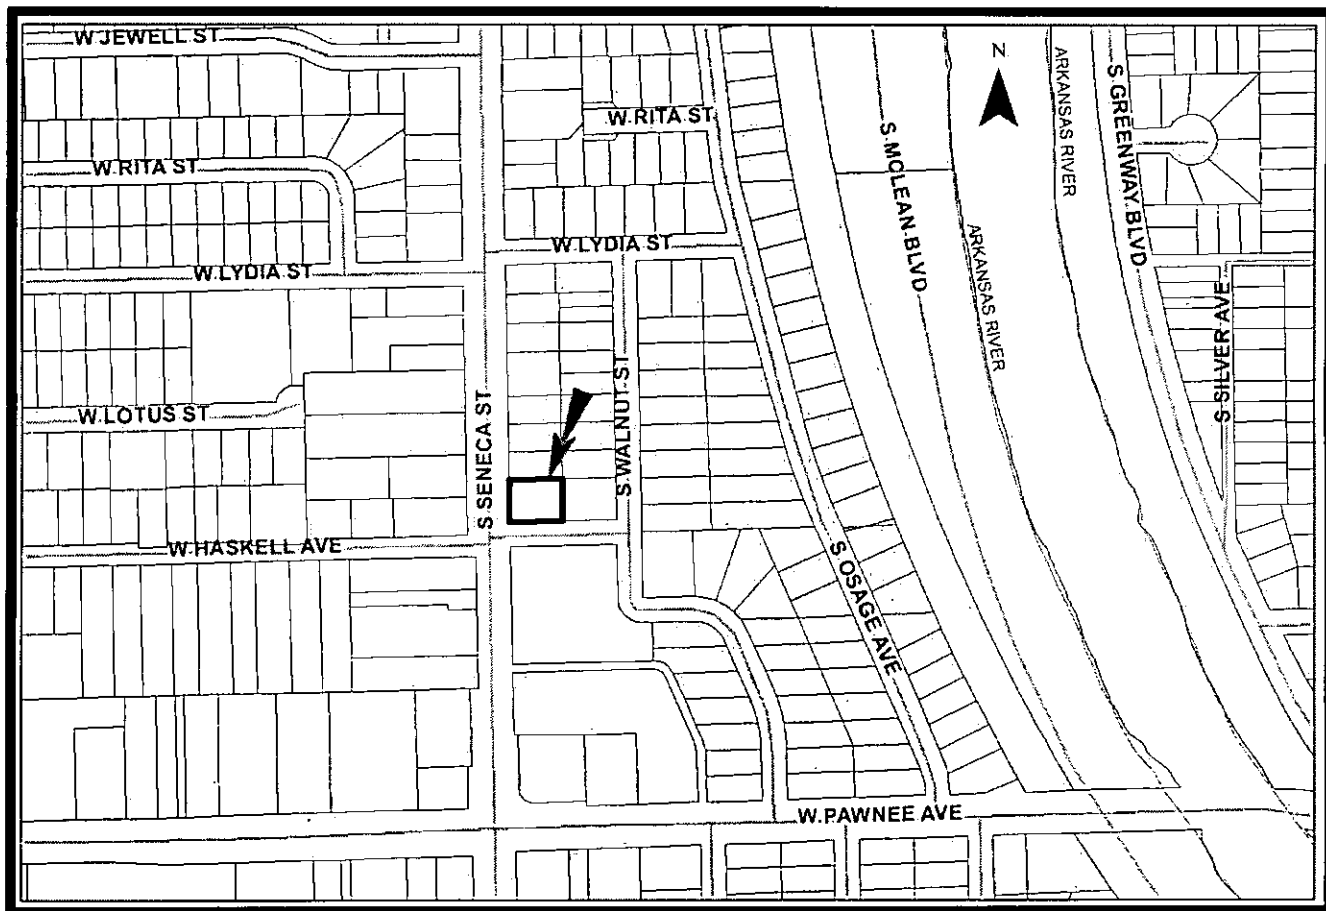 W JEWELL ST
N
ARKANSAS RIVER
S GREENWAY BLVD
W RITA ST
S MCLEAN BLVD
W RITA ST
W LYDIA ST
ARKANSAS RIVER
W LYDIA ST
S SILVER AVE
S WALNUT ST
S SENECA ST
W LOTUS ST
W HASKELL AVE
S OSAGE AVE
W PAWNEE AVE